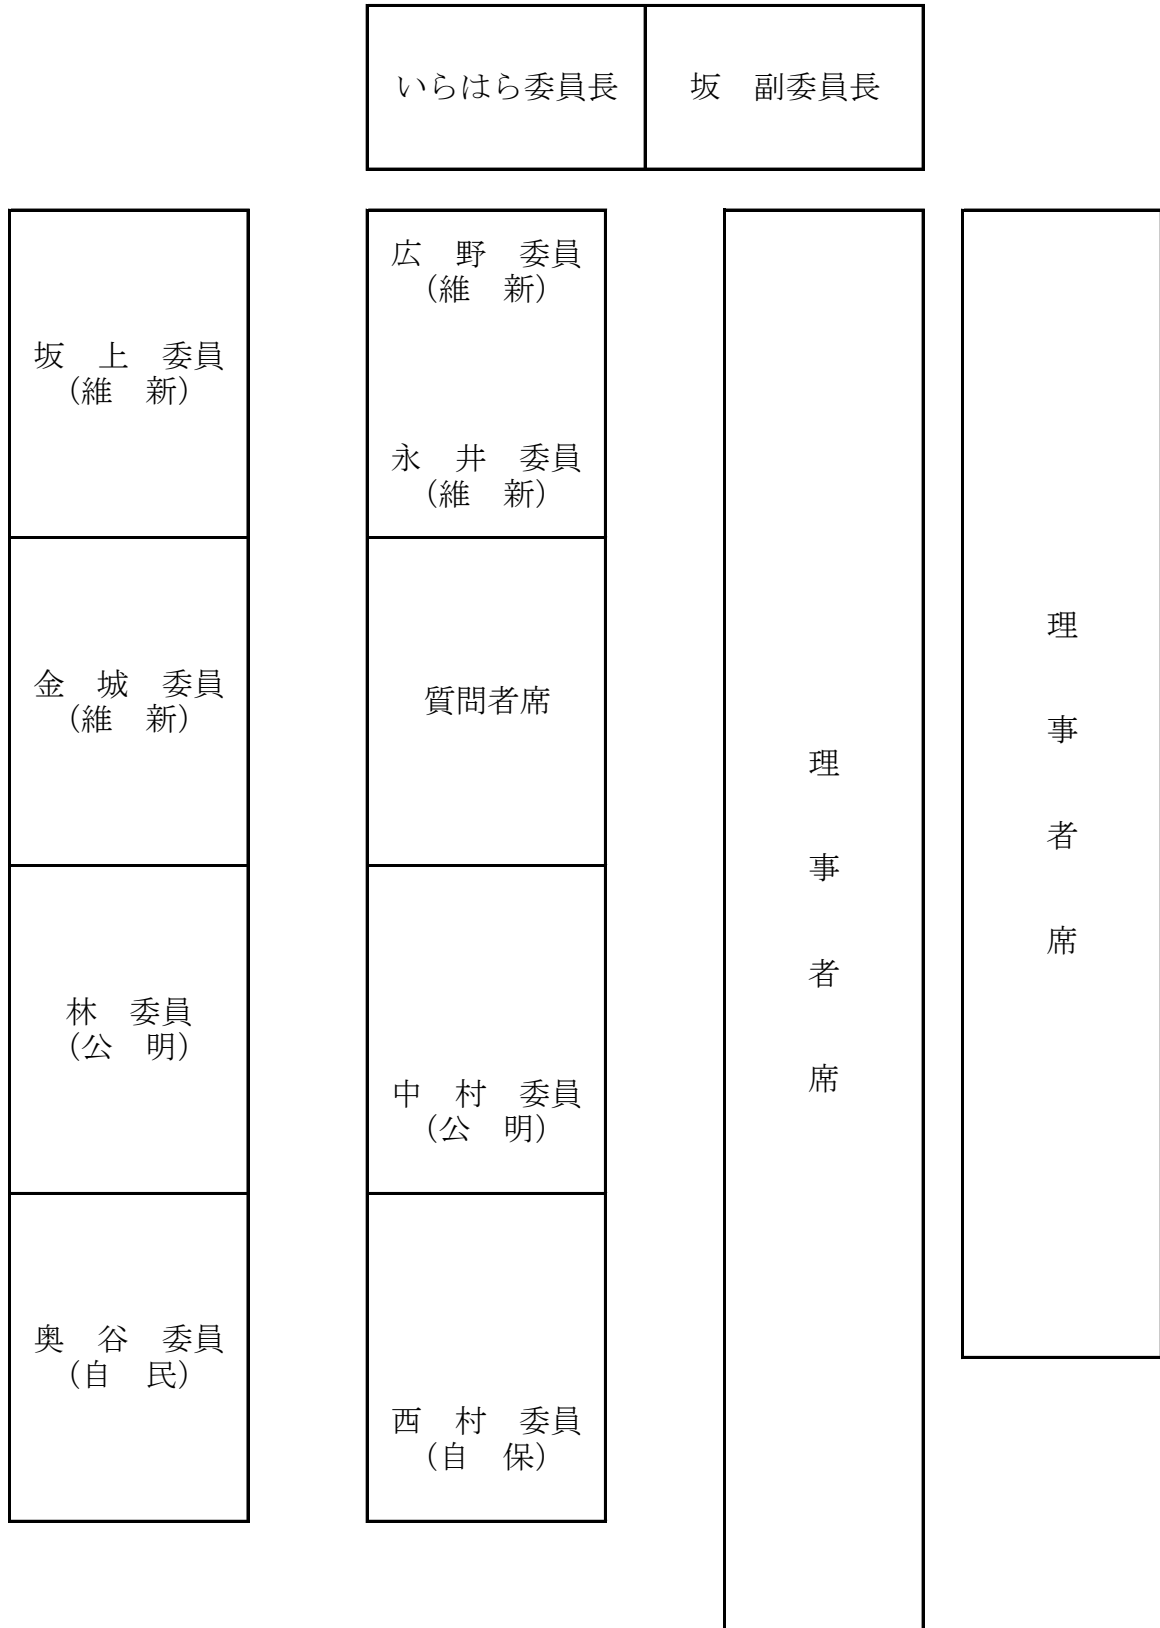 いらはら委員長
坂　副委員長
坂　上　委員
（維　新）
金　城　委員
（維　新）
林　委員
（公　明）
奥　谷　委員
（自　民）
広　野　委員
（維　新）
永　井　委員
（維　新）
質問者席
中　村　委員
（公　明）
西　村　委員
（自　保）
理事者席
理事者席